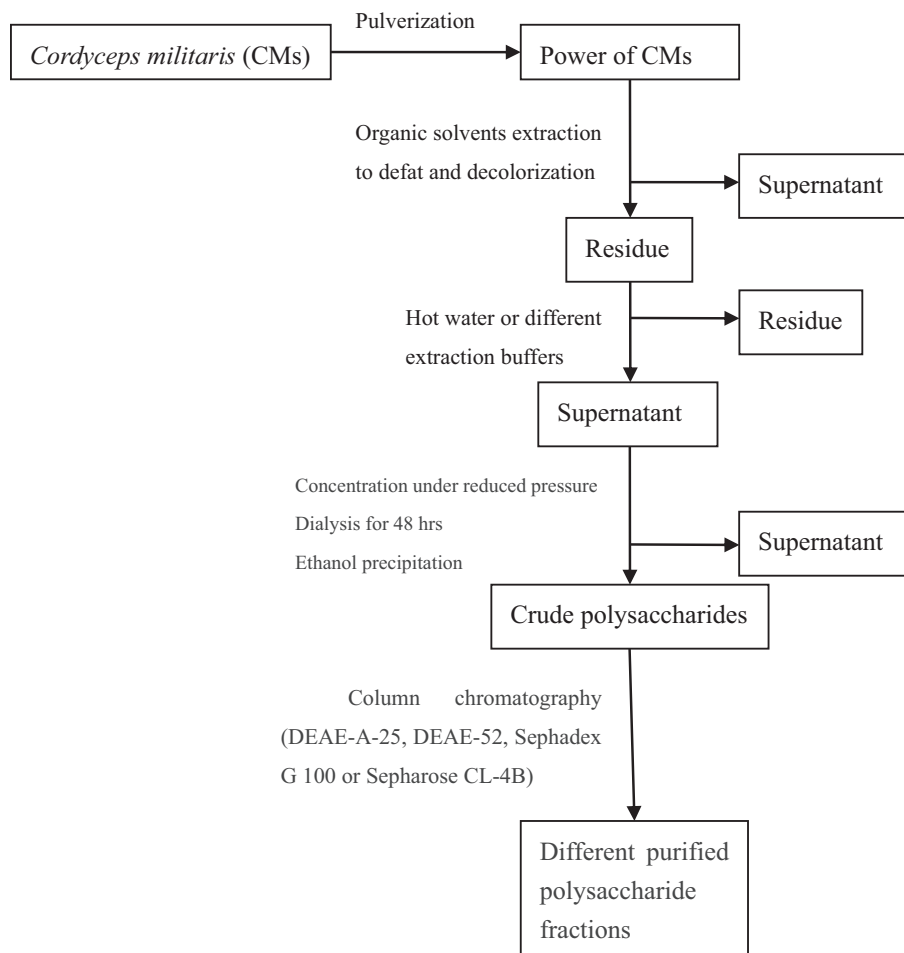 Pulverization
Cordyceps militaris (CMs)
Power of CMs
Organic solvents extraction
to defat and decolorization
Supernatant
Residue
Hot water or different
extraction buffers
Residue
Supernatant
Concentration under reduced pressure
Dialysis for 48 hrs
Ethanol precipitation
Supernatant
Crude polysaccharides
Column chromatography
(DEAE-A-25, DEAE-52, Sephadex
G 100 or Sepharose CL-4B)
Different purified
polysaccharide
fractions